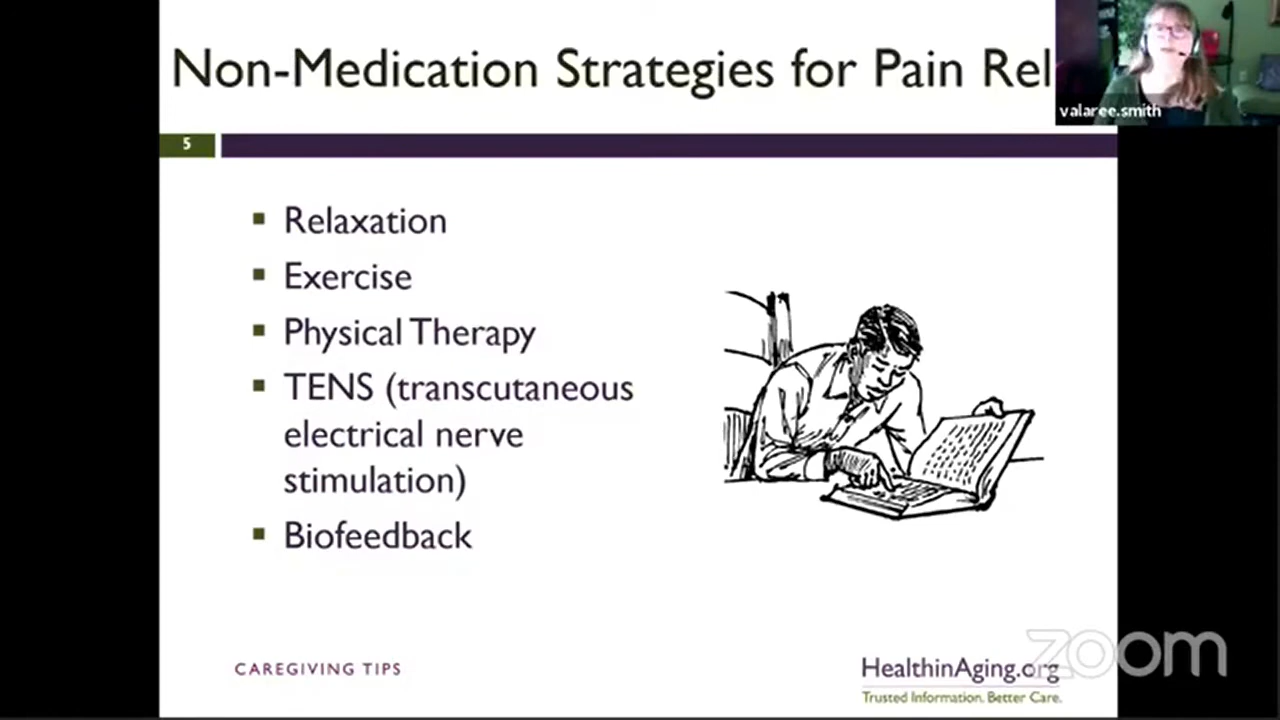 Non-Medication Strategies for Pain Rel
valaree.smith
5
Relaxation
Exercise
Physical Therapy
TENS (transcutaneous
electrical nerve
stimulation)
Biofeedback
CAREGIVING TIPS
HealthinAging.org
Trusted Information. Better Care.
zoom